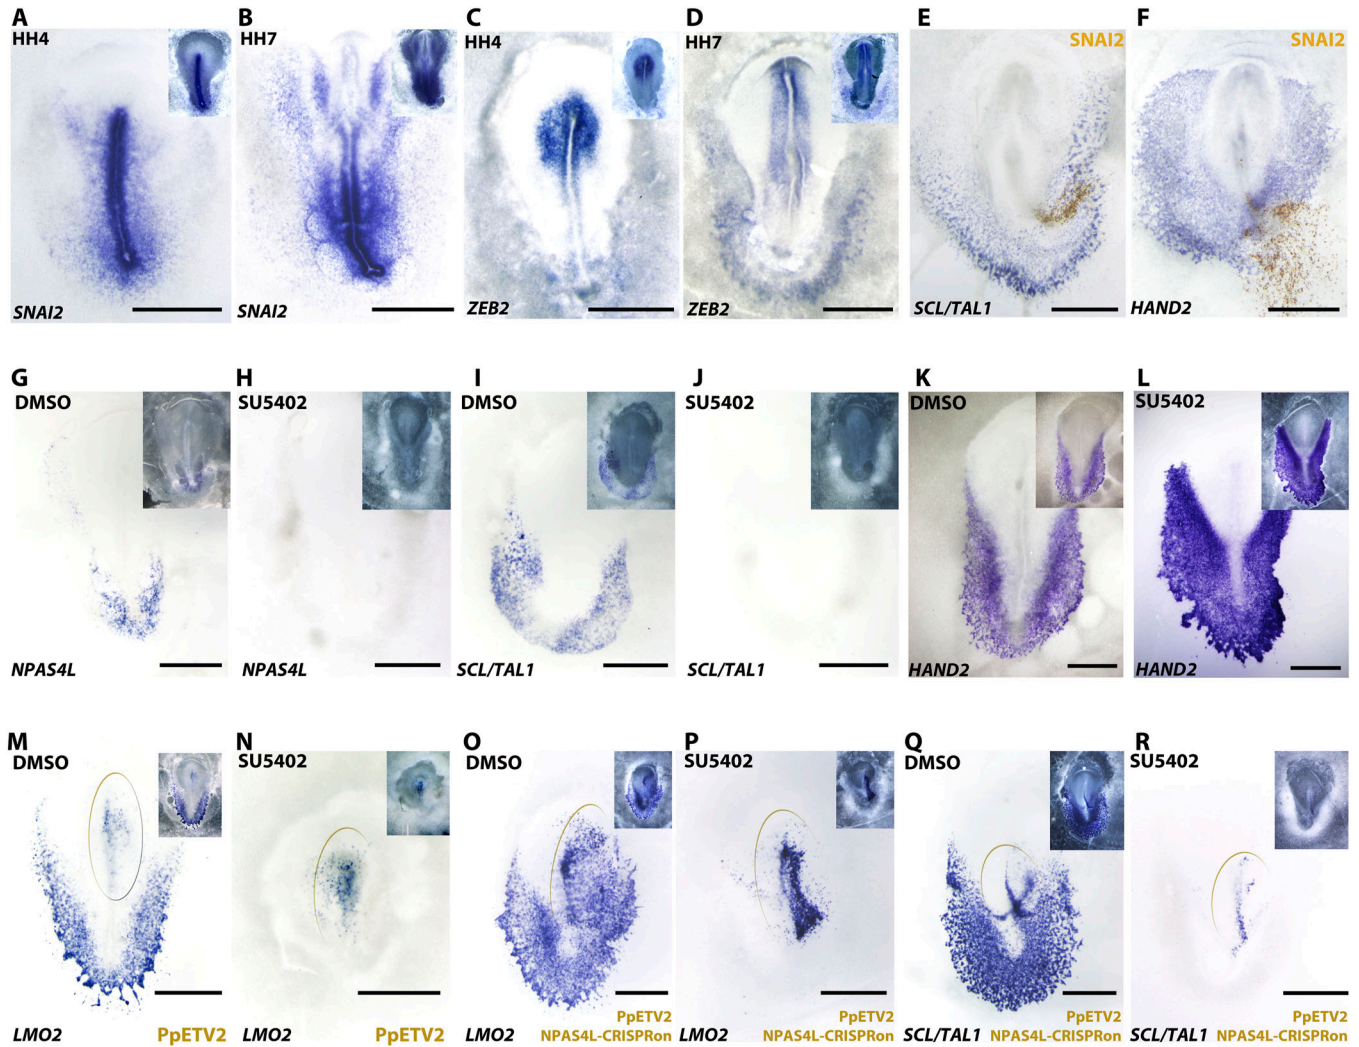 A B C D E F
HH4 HH7 HH4 HH7 SNAI2 SNAI2
SNAI2 SNAI2 ZEB2 ZEB2 SCL/TAL1 HAND2
G H I J K L
DMSO SU5402 DMSO SU5402 DMSO SU5402
NPAS4L NPAS4L SCL/TAL1 SCL/TAL1 HAND2 HAND2
M N O P Q R
DMSO SU5402 DMSO SU5402 DMSO SU5402
PpETV2 PpETV2 PpETV2 PpETV2
LMO2 PpETV2 LMO2 PpETV2 LMO2 NPAS4L-CRISPRon LMO2 NPAS4L-CRISPRon SCL/TAL1 NPAS4L-CRISPRon SCL/TAL1 NPAS4L-CRISPRon